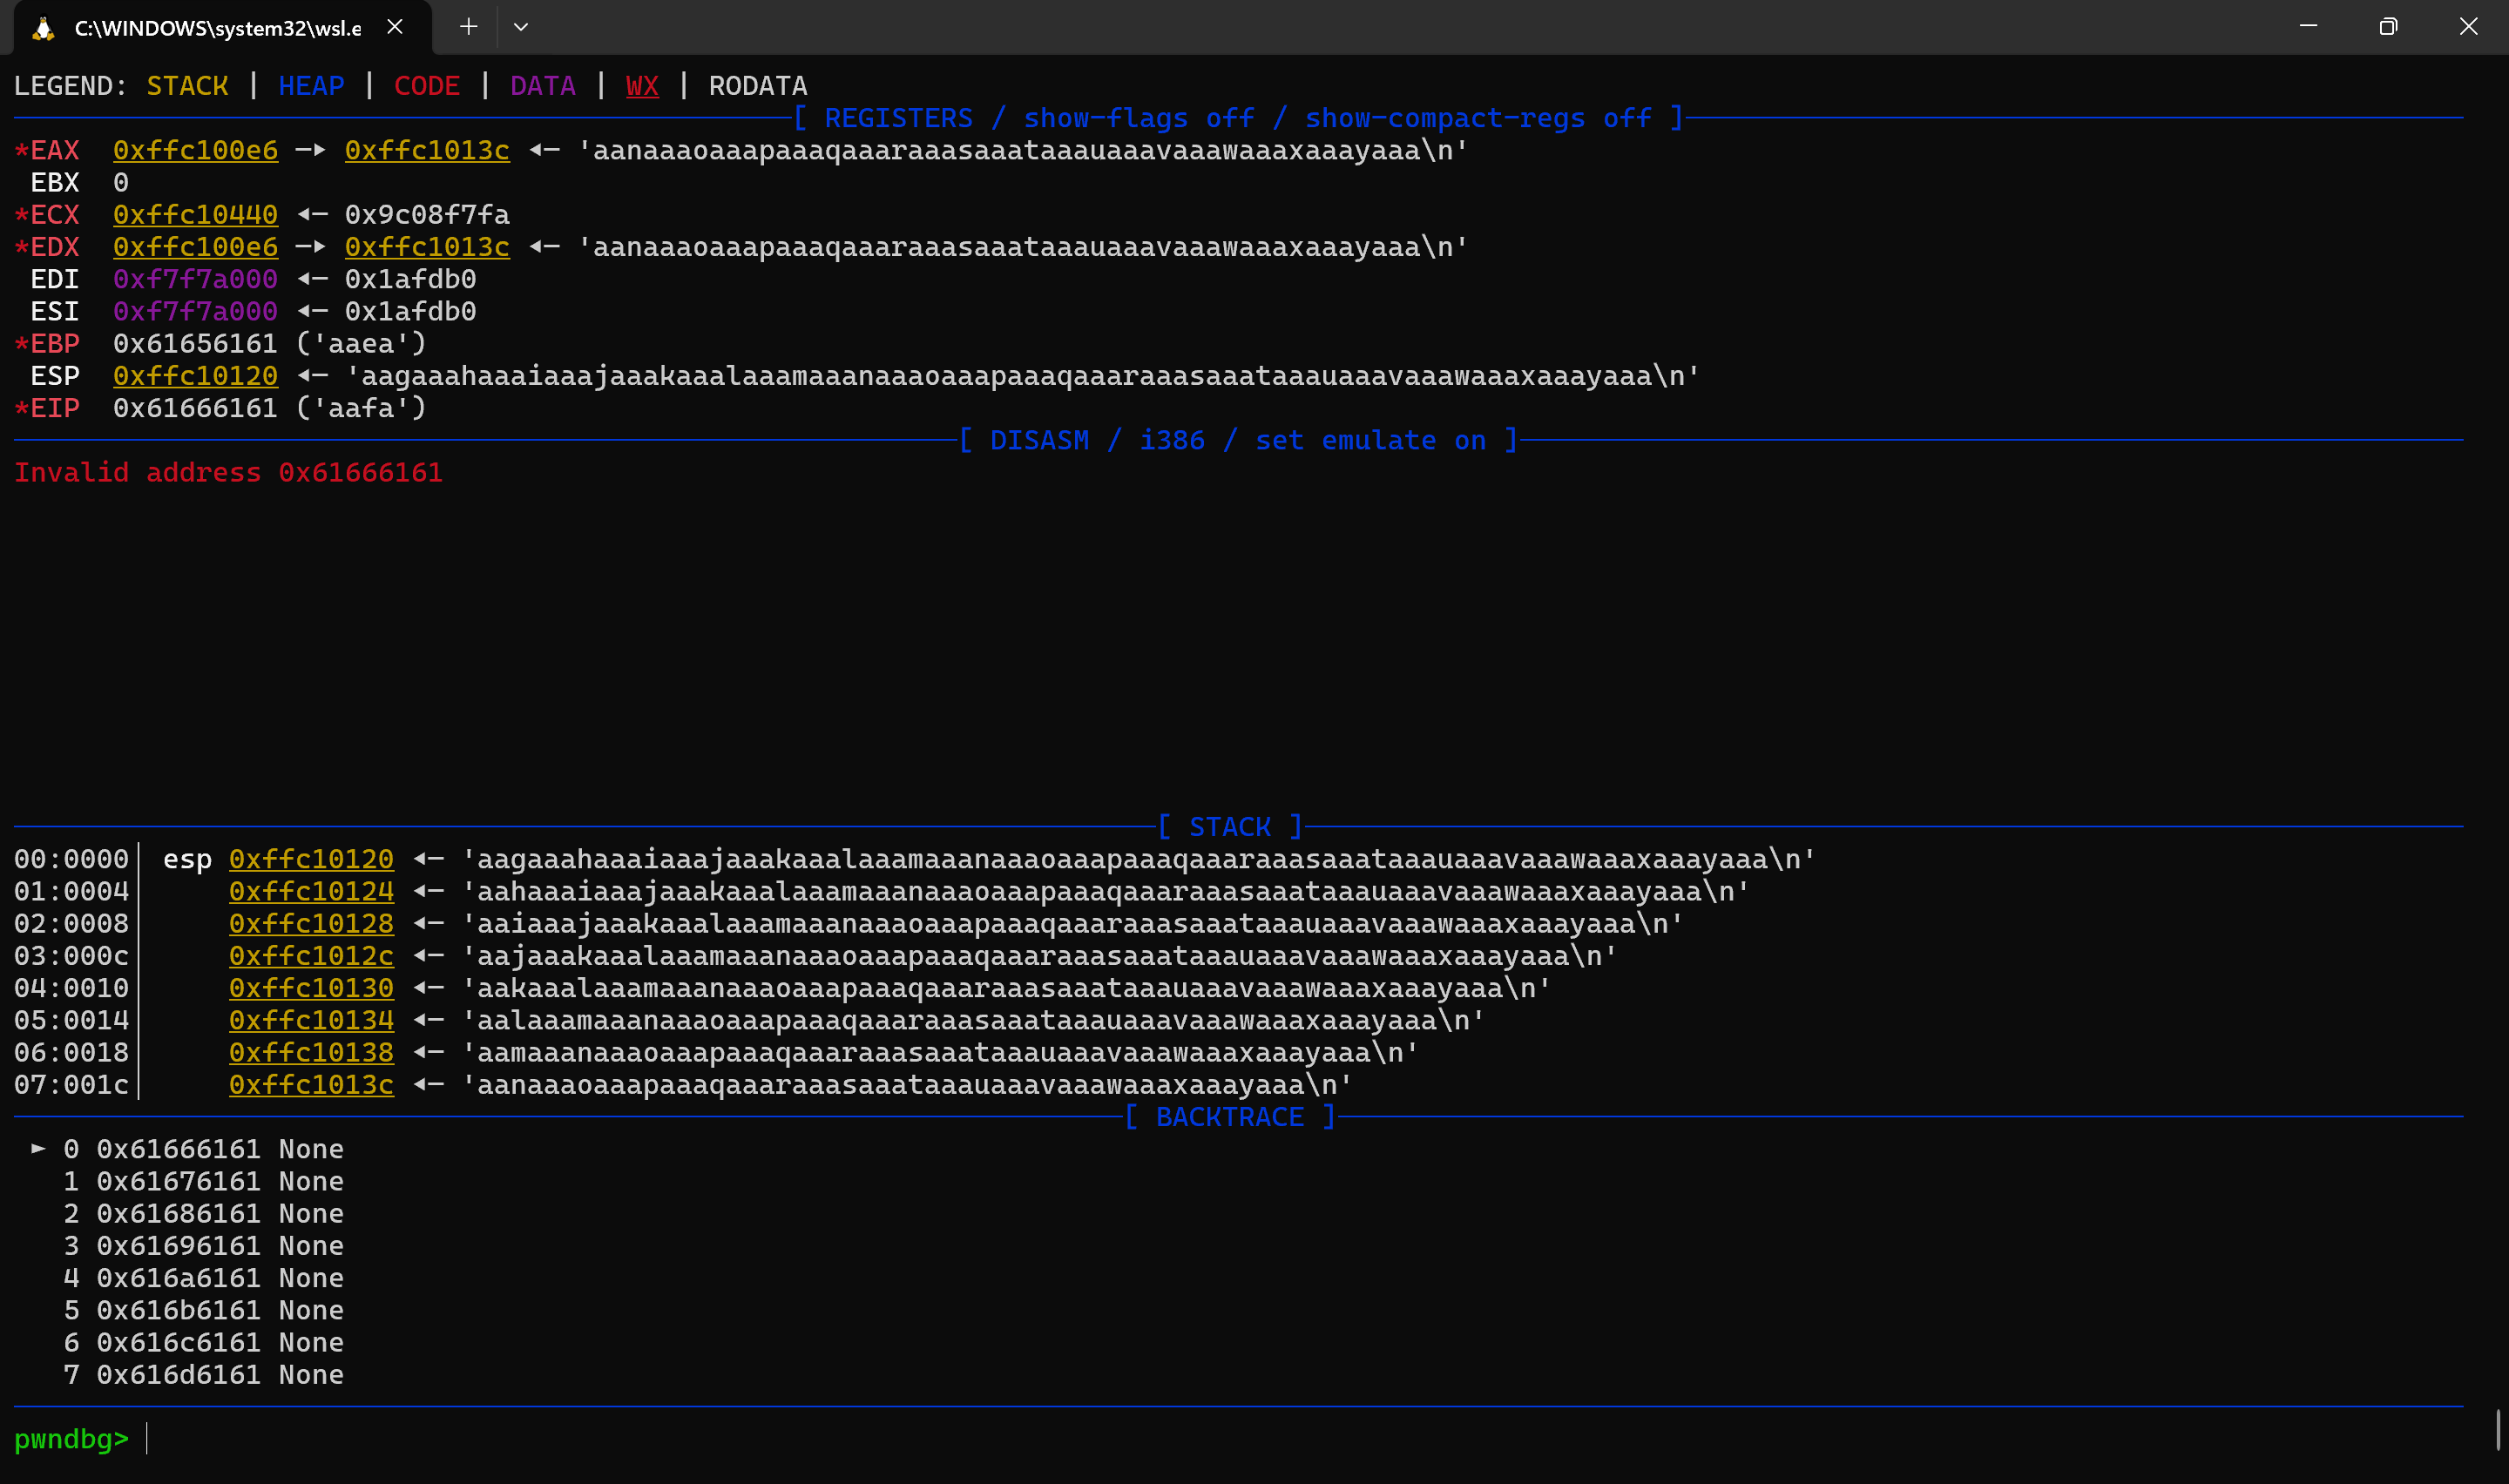 C:\WINDOWS\system32\wsl.e
LEGEND: STACK | HEAP | CODE | DATA | WX | RODATA
[ REGISTERS / show-flags off / show-compact-regs off ]
*EAX  0xffc100e6 —▸ 0xffc1013c ◂— 'aanaaaoaaapaaaqaaaraaasaaataaauaaavaaawaaaxaaayaaa\n'
 EBX  0
*ECX  0xffc10440 ◂— 0x9c08f7fa
*EDX  0xffc100e6 —▸ 0xffc1013c ◂— 'aanaaaoaaapaaaqaaaraaasaaataaauaaavaaawaaaxaaayaaa\n'
 EDI  0xf7f7a000 ◂— 0x1afdb0
 ESI  0xf7f7a000 ◂— 0x1afdb0
*EBP  0x61656161 ('aaea')
 ESP  0xffc10120 ◂— 'aagaaahaaaiaaajaaakaaalaaamaaanaaaoaaapaaaqaaaraaasaaataaauaaavaaawaaaxaaayaaa\n'
*EIP  0x61666161 ('aafa')
[ DISASM / i386 / set emulate on ]
Invalid address 0x61666161
[ STACK ]
00:0000│ esp 0xffc10120 ◂— 'aagaaahaaaiaaajaaakaaalaaamaaanaaaoaaapaaaqaaaraaasaaataaauaaavaaawaaaxaaayaaa\n'
01:0004│     0xffc10124 ◂— 'aahaaaiaaajaaakaaalaaamaaanaaaoaaapaaaqaaaraaasaaataaauaaavaaawaaaxaaayaaa\n'
02:0008│     0xffc10128 ◂— 'aaiaaajaaakaaalaaamaaanaaaoaaapaaaqaaaraaasaaataaauaaavaaawaaaxaaayaaa\n'
03:000c│     0xffc1012c ◂— 'aajaaakaaalaaamaaanaaaoaaapaaaqaaaraaasaaataaauaaavaaawaaaxaaayaaa\n'
04:0010│     0xffc10130 ◂— 'aakaaalaaamaaanaaaoaaapaaaqaaaraaasaaataaauaaavaaawaaaxaaayaaa\n'
05:0014│     0xffc10134 ◂— 'aalaaamaaanaaaoaaapaaaqaaaraaasaaataaauaaavaaawaaaxaaayaaa\n'
06:0018│     0xffc10138 ◂— 'aamaaanaaaoaaapaaaqaaaraaasaaataaauaaavaaawaaaxaaayaaa\n'
07:001c│     0xffc1013c ◂— 'aanaaaoaaapaaaqaaaraaasaaataaauaaavaaawaaaxaaayaaa\n'
[ BACKTRACE ]
 ► 0 0x61666161 None
   1 0x61676161 None
   2 0x61686161 None
   3 0x61696161 None
   4 0x616a6161 None
   5 0x616b6161 None
   6 0x616c6161 None
   7 0x616d6161 None
pwndbg>